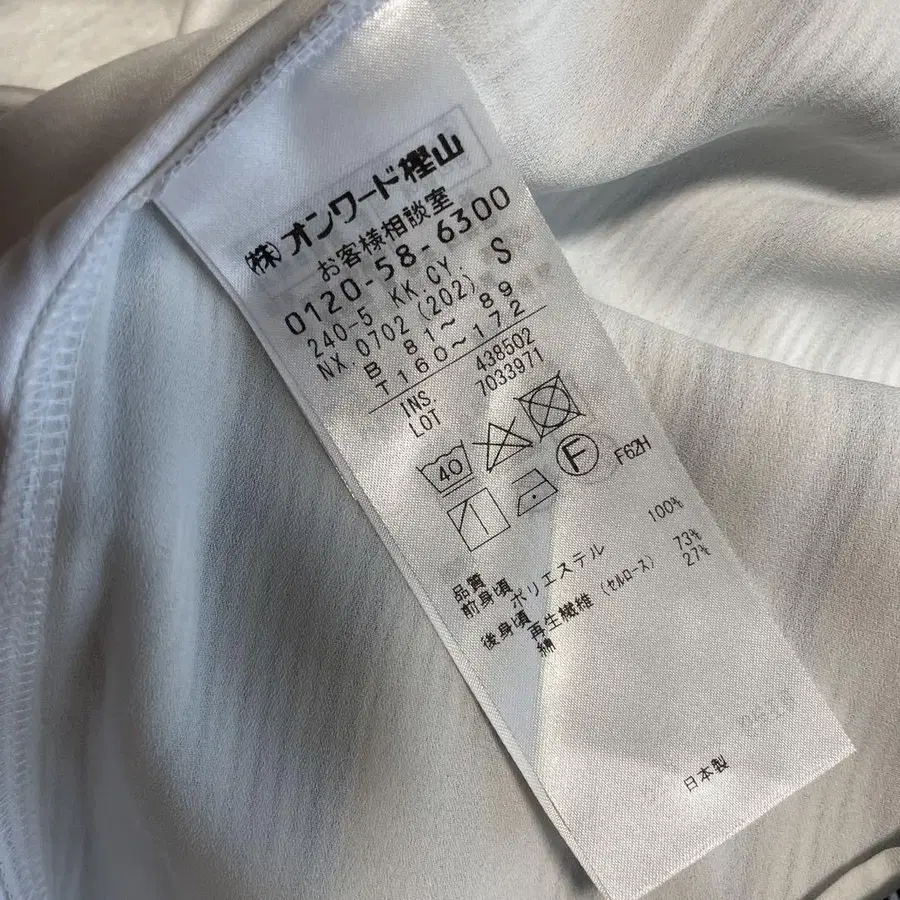 (株)オンワード樫山
お客様相談室
0120-58-6300
240-5 KK.CY. S
NX.0702(202)
B 81～ 89
T160～172
INS. 438502
LOT 7033971
40
F F62H
品質
前身頃 ポリエステル 100%
後身頃 再生繊維(セルロース) 73%
綿 27%
日本製